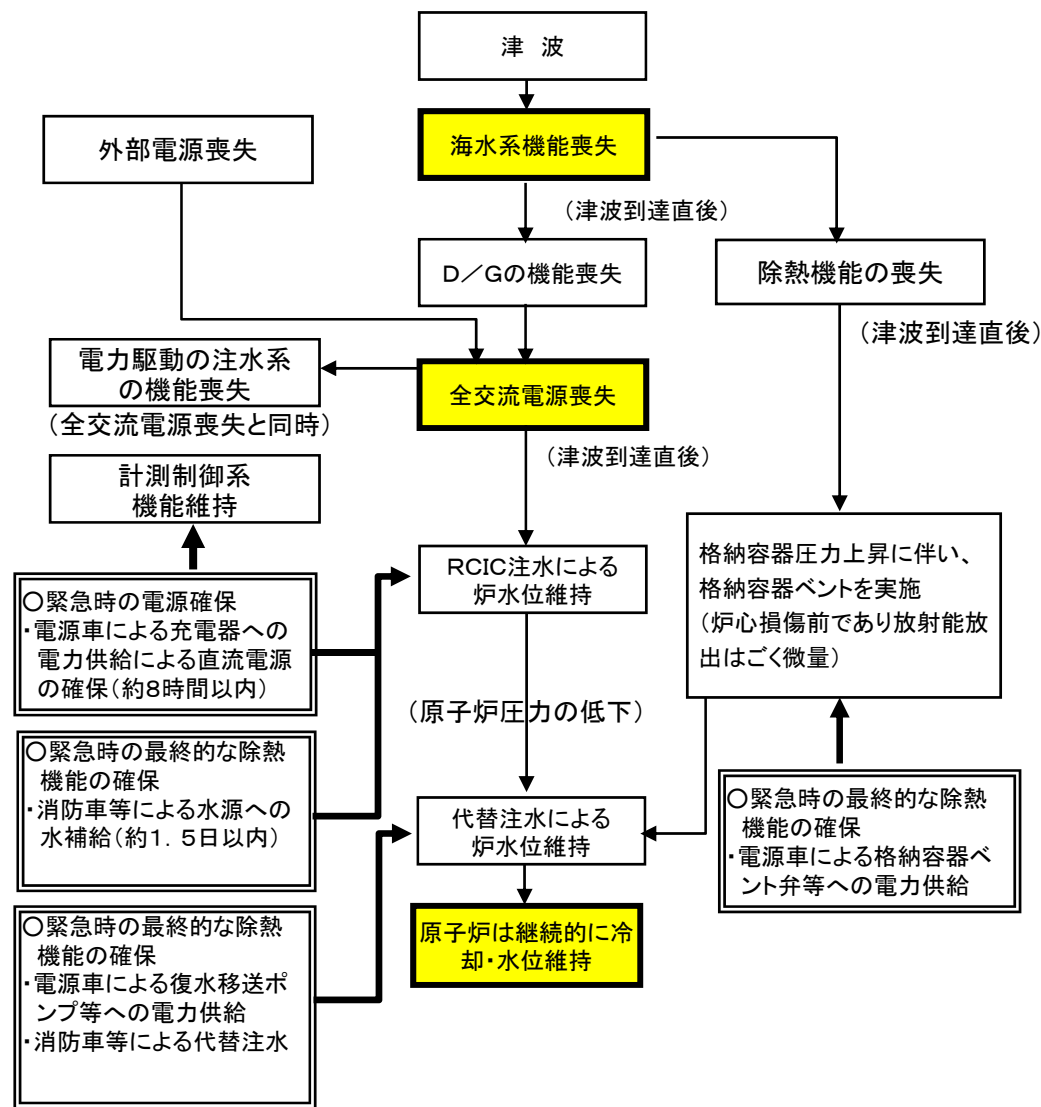 津 波
海水系機能喪失
外部電源喪失
（津波到達直後）
D／Gの機能喪失
除熱機能の喪失
（津波到達直後）
電力駆動の注水系
の機能喪失
（全交流電源喪失と同時）
全交流電源喪失
（津波到達直後）
計測制御系
機能維持
RCIC注水による
炉水位維持
格納容器圧力上昇に伴い、
格納容器ベントを実施
（炉心損傷前であり放射能放
出はごく微量）
○緊急時の電源確保
・電源車による充電器への
電力供給による直流電源
の確保（約８時間以内）
（原子炉圧力の低下）
○緊急時の最終的な除熱
機能の確保
・消防車等による水源への
水補給（約１．５日以内）
代替注水による
炉水位維持
○緊急時の最終的な除熱
機能の確保
・電源車による格納容器ベ
ント弁等への電力供給
○緊急時の最終的な除熱
機能の確保
・電源車による復水移送ポ
ンプ等への電力供給
・消防車等による代替注水
原子炉は継続的に冷
却・水位維持